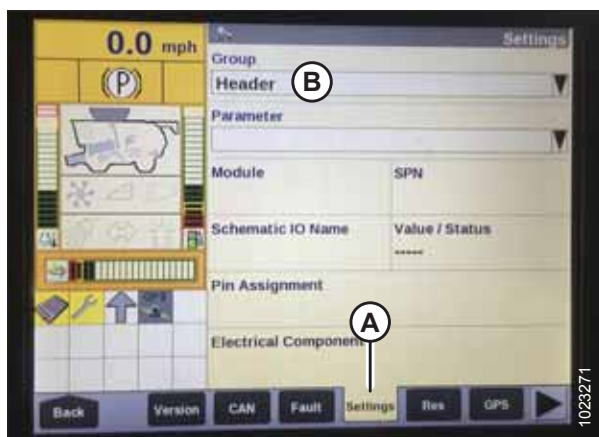 0.0 mph
Settings
(P)
Group
Header
B
Parameter
Module
SPN
Schematic IO Name
Value / Status
-----
Pin Assignment
A
Electrical Component
Back
Version
CAN
Fault
Settings
Res
GPS
1023271